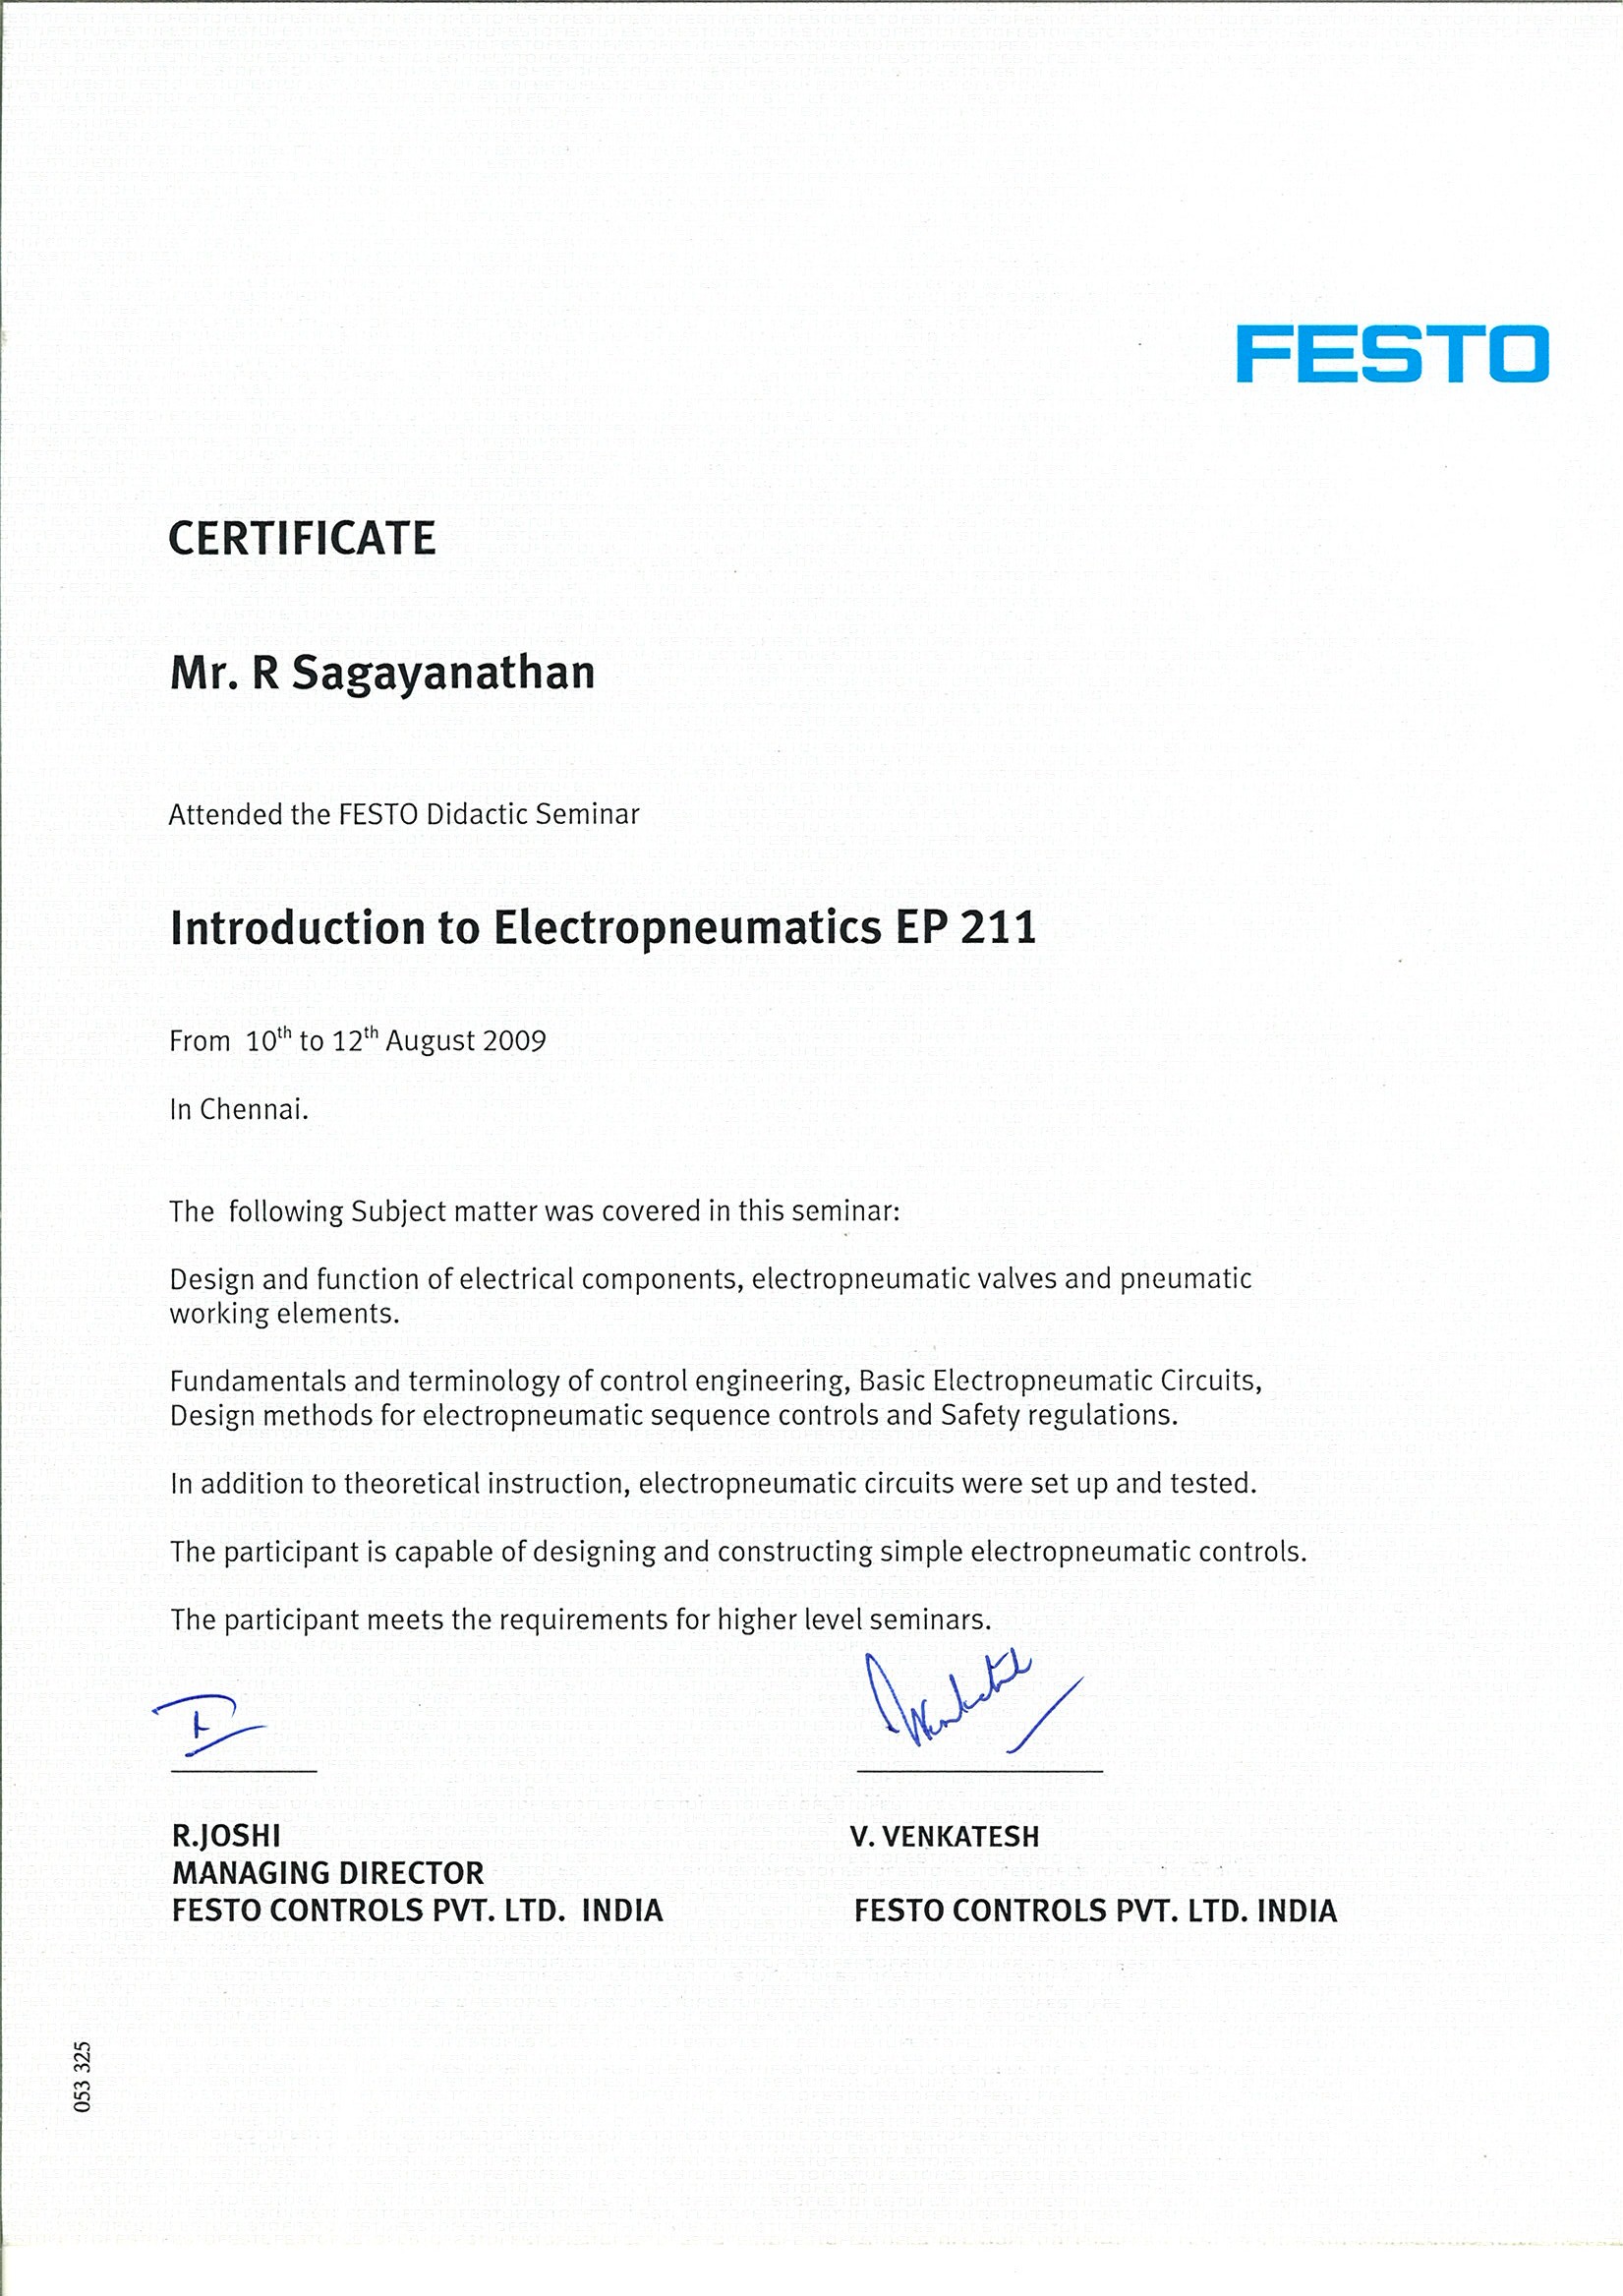 FESTO
CERTIFICATE
Mr. R Sagayanathan
Attended the FESTO Didactic Seminar
Introduction to Electropneumatics EP 211
From 10th to 12th August 2009
In Chennai.
The following Subject matter was covered in this seminar:
Design and function of electrical components, electropneumatic valves and pneumatic
working elements.
Fundamentals and terminology of control engineering, Basic Electropneumatic Circuits,
Design methods for electropneumatic sequence controls and Safety regulations.
In addition to theoretical instruction, electropneumatic circuits were set up and tested.
The participant is capable of designing and constructing simple electropneumatic controls.
The participant meets the requirements for higher level seminars.
R.JOSHI
MANAGING DIRECTOR
FESTO CONTROLS PVT. LTD. INDIA
V. VENKATESH
FESTO CONTROLS PVT. LTD. INDIA
053 325